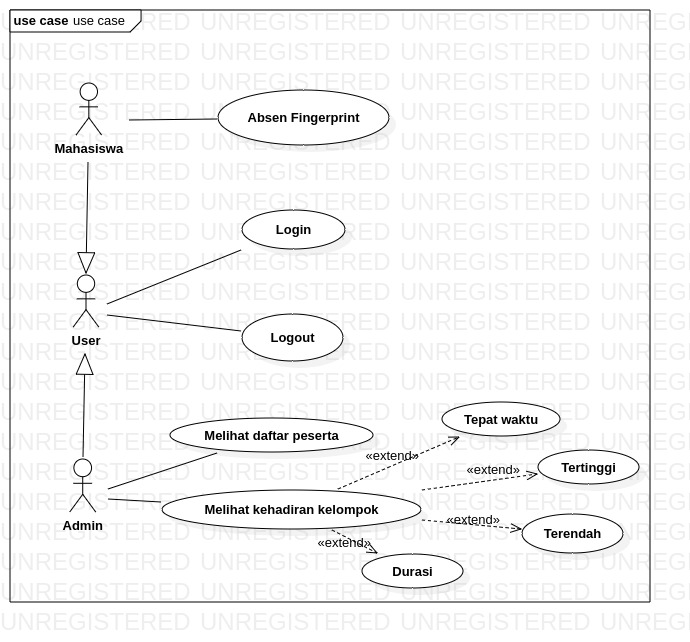 use case use case
Mahasiswa
Absen Fingerprint
Login
User
Logout
Melihat daftar peserta
Tepat waktu
«extend»
Tertinggi
«extend»
Admin
Melihat kehadiran kelompok
«extend»
Terendah
«extend»
Durasi
UNREGISTERED UNREGISTERED UNREGISTERED UNREGISTERED